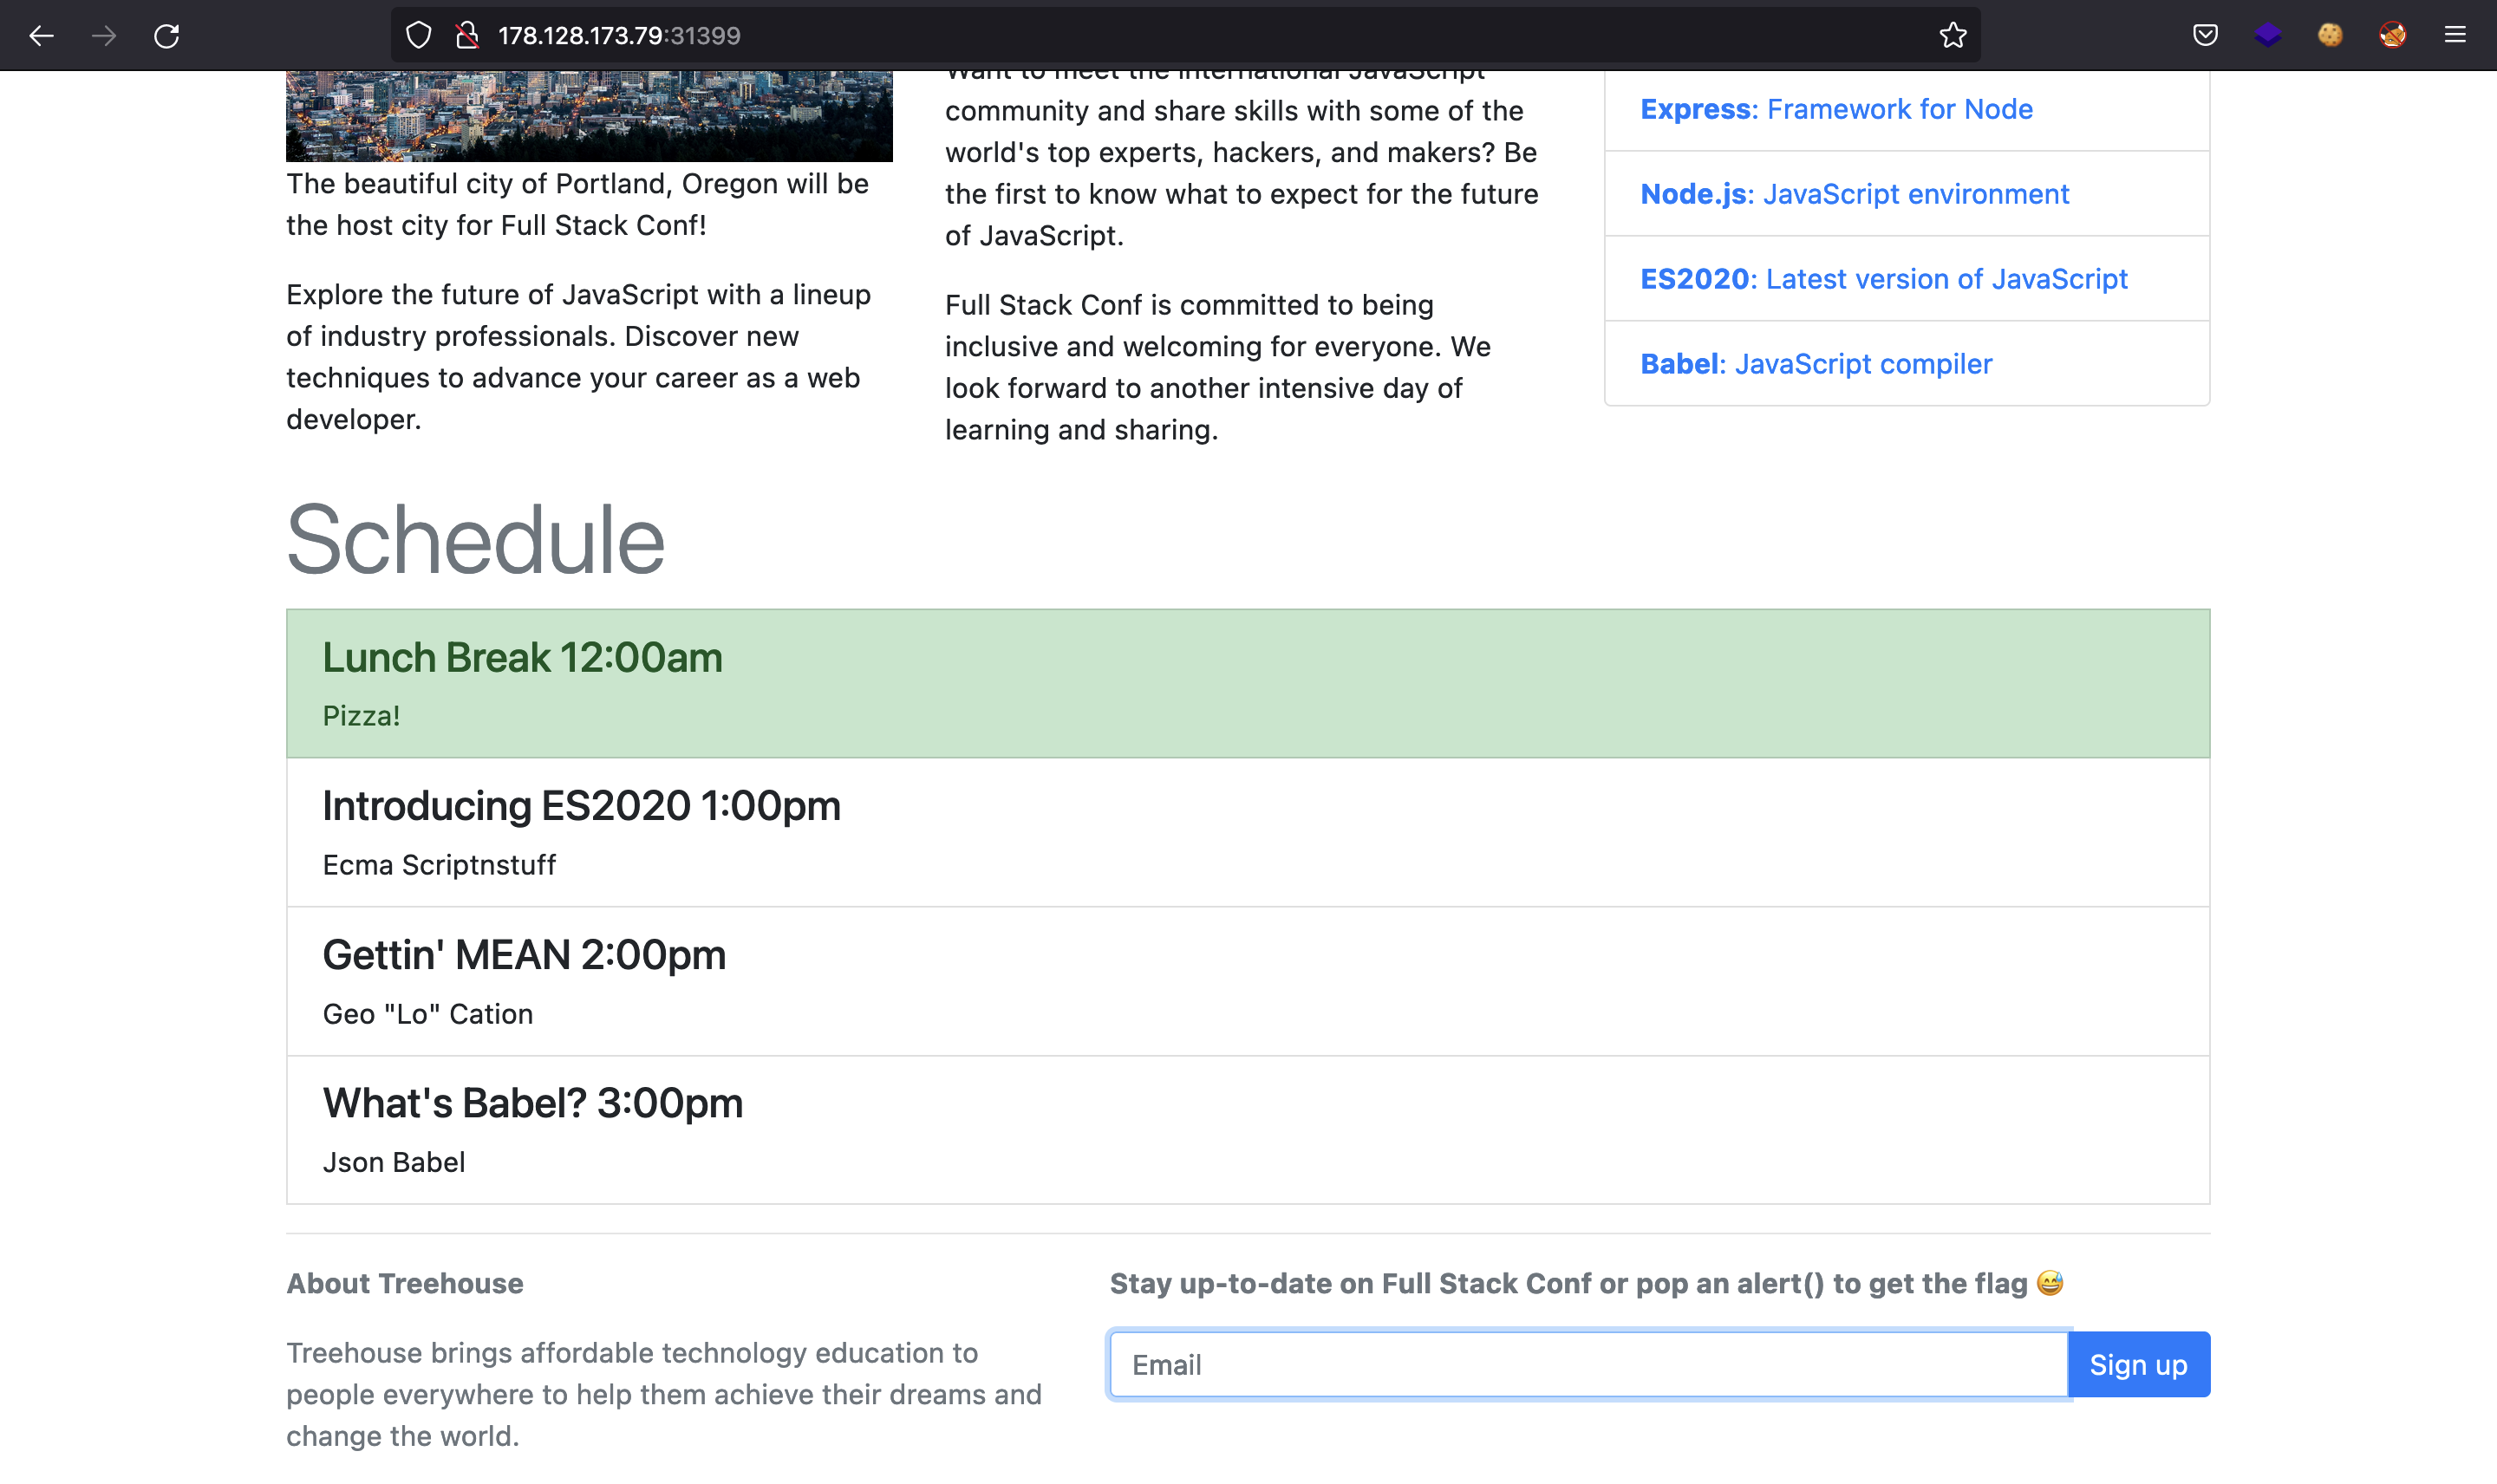 178.128.173.79:31399
Want to meet the international JavaScript
community and share skills with some of the
world's top experts, hackers, and makers? Be
the first to know what to expect for the future
of JavaScript.
Full Stack Conf is committed to being
inclusive and welcoming for everyone. We
look forward to another intensive day of
learning and sharing.
The beautiful city of Portland, Oregon will be
the host city for Full Stack Conf!
Explore the future of JavaScript with a lineup
of industry professionals. Discover new
techniques to advance your career as a web
developer.
Express: Framework for Node
Node.js: JavaScript environment
ES2020: Latest version of JavaScript
Babel: JavaScript compiler
Schedule
Lunch Break 12:00am
Pizza!
Introducing ES2020 1:00pm
Ecma Scriptnstuff
Gettin' MEAN 2:00pm
Geo "Lo" Cation
What's Babel? 3:00pm
Json Babel
About Treehouse
Treehouse brings affordable technology education to
people everywhere to help them achieve their dreams and
change the world.
Stay up-to-date on Full Stack Conf or pop an alert() to get the flag 😅
Email
Sign up